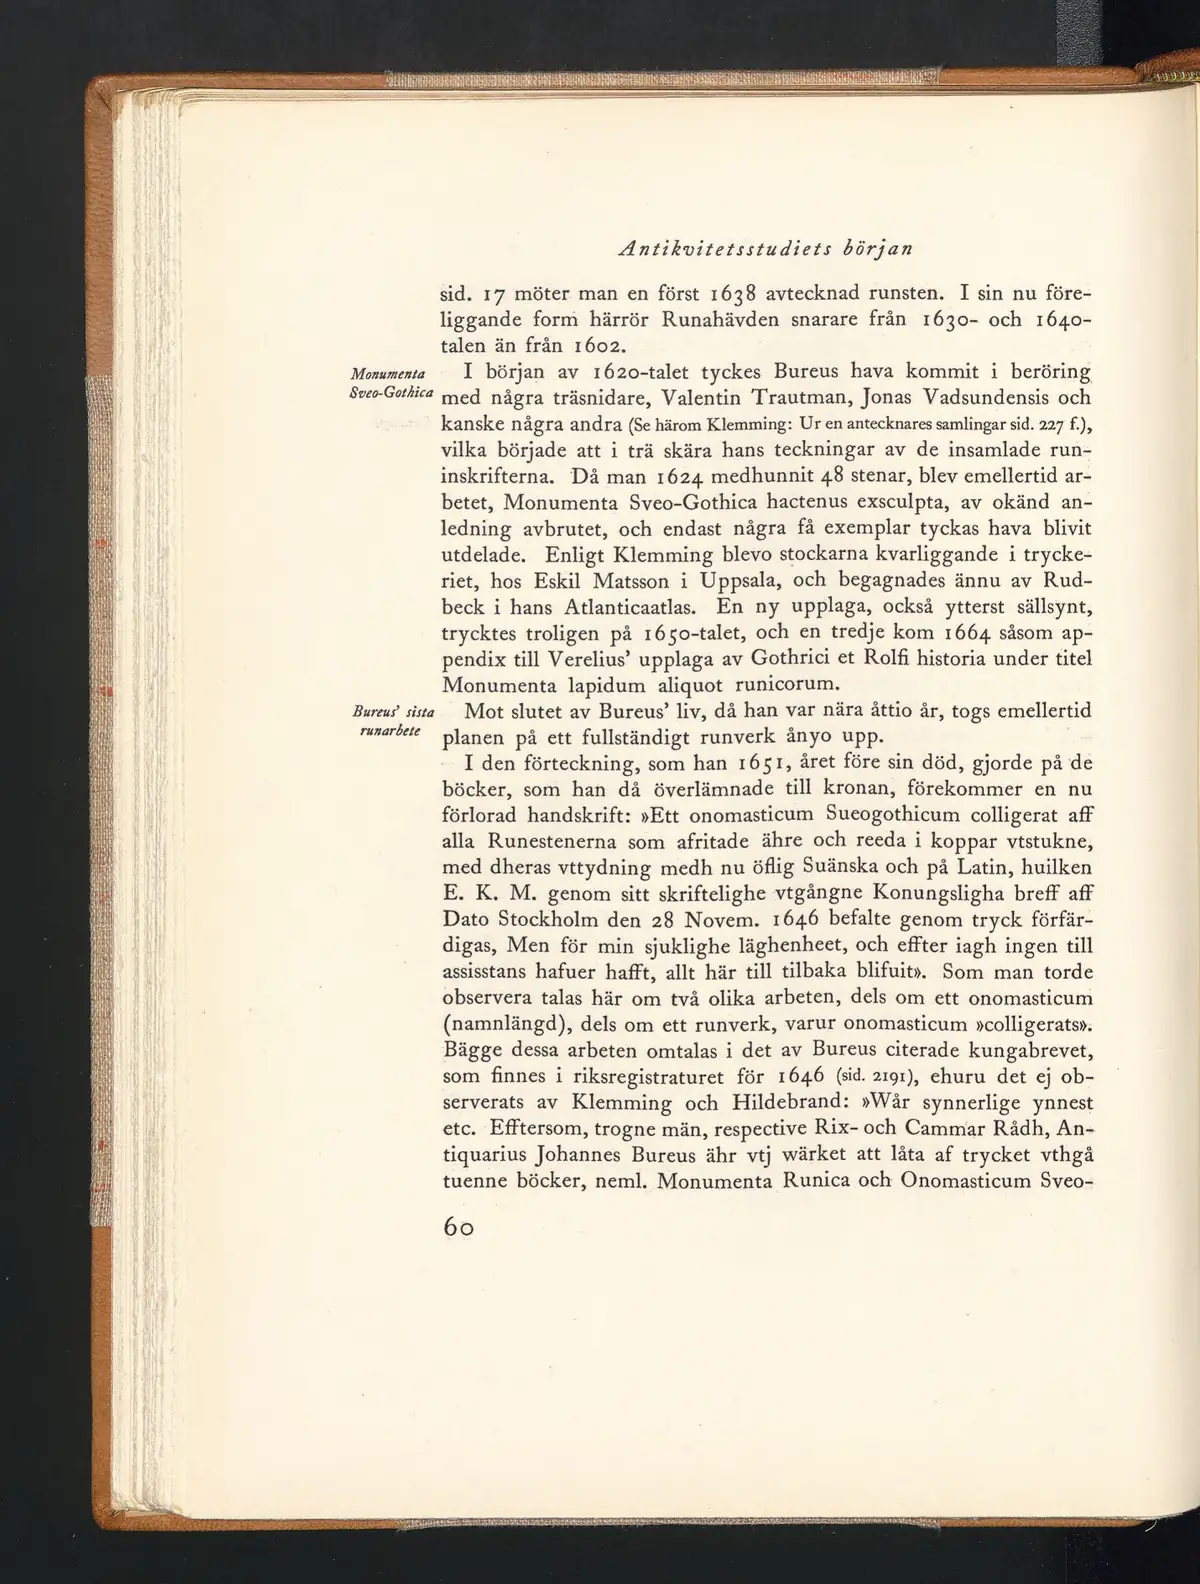 Antikvitetsstudiets början
sid. 17 möter man en först 1638 avtecknad runsten. I sin nu före-
liggande form härrör Runahävden snarare från 1630- och 1640-
talen än från 1602.
Monumenta
Sveo-Gothica
I början av 1620-talet tyckes Bureus hava kommit i beröring
med några träsnidare, Valentin Trautman, Jonas Vadsundensis och
kanske några andra (Se härom Klemming: Ur en antecknares samlingar sid. 227 f.),
vilka började att i trä skära hans teckningar av de insamlade run-
inskrifterna. Då man 1624 medhunnit 48 stenar, blev emellertid ar-
betet, Monumenta Sveo-Gothica hactenus exsculpta, av okänd an-
ledning avbrutet, och endast några få exemplar tyckas hava blivit
utdelade. Enligt Klemming blevo stockarna kvarliggande i trycke-
riet, hos Eskil Matsson i Uppsala, och begagnades ännu av Rud-
beck i hans Atlanticaatlas. En ny upplaga, också ytterst sällsynt,
trycktes troligen på 1650-talet, och en tredje kom 1664 såsom ap-
pendix till Verelius’ upplaga av Gothrici et Rolfi historia under titel
Monumenta lapidum aliquot runicorum.
Bureus’ sista
runarbete
Mot slutet av Bureus’ liv, då han var nära åttio år, togs emellertid
planen på ett fullständigt runverk ånyo upp.
I den förteckning, som han 1651, året före sin död, gjorde på de
böcker, som han då överlämnade till kronan, förekommer en nu
förlorad handskrift: »Ett onomasticum Sueogothicum colligerat aff
alla Runestenerna som afritade ähre och reeda i koppar vtstukne,
med dheras vttydning medh nu öflig Suänska och på Latin, huilken
E. K. M. genom sitt skriftelighe vtgångne Konungsligha breff aff
Dato Stockholm den 28 Novem. 1646 befalte genom tryck förfär-
digas, Men för min sjuklighe läghenheet, och effter iagh ingen till
assisstans hafuer hafft, allt här till tilbaka blifuit». Som man torde
observera talas här om två olika arbeten, dels om ett onomasticum
(namnlängd), dels om ett runverk, varur onomasticum »colligerats».
Bägge dessa arbeten omtalas i det av Bureus citerade kungabrevet,
som finnes i riksregistraturet för 1646 (sid. 2191), ehuru det ej ob-
serverats av Klemming och Hildebrand: »Wår synnerlige ynnest
etc. Efftersom, trogne män, respective Rix- och Cammar Rådh, An-
tiquarius Johannes Bureus ähr vtj wärket att låta af trycket vthgå
tuenne böcker, neml. Monumenta Runica och Onomasticum Sveo-
60